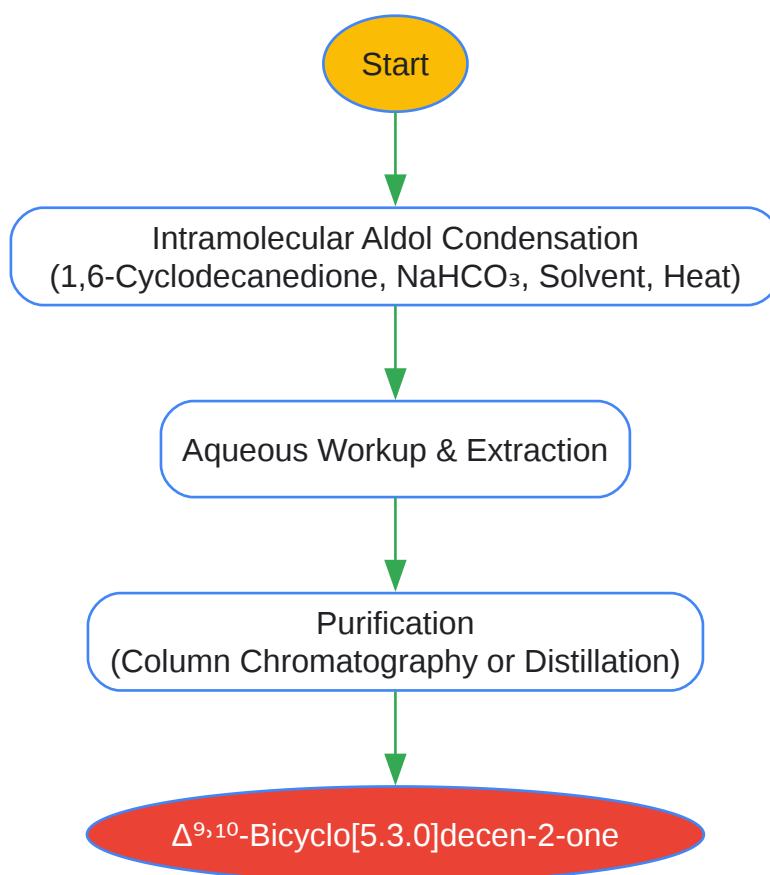 Start
Intramolecular Aldol Condensation
(1,6-Cyclodecanedione, NaHCO₃, Solvent, Heat)
Aqueous Workup & Extraction
Purification
(Column Chromatography or Distillation)
Δ⁹˒¹⁰-Bicyclo[5.3.0]decen-2-one